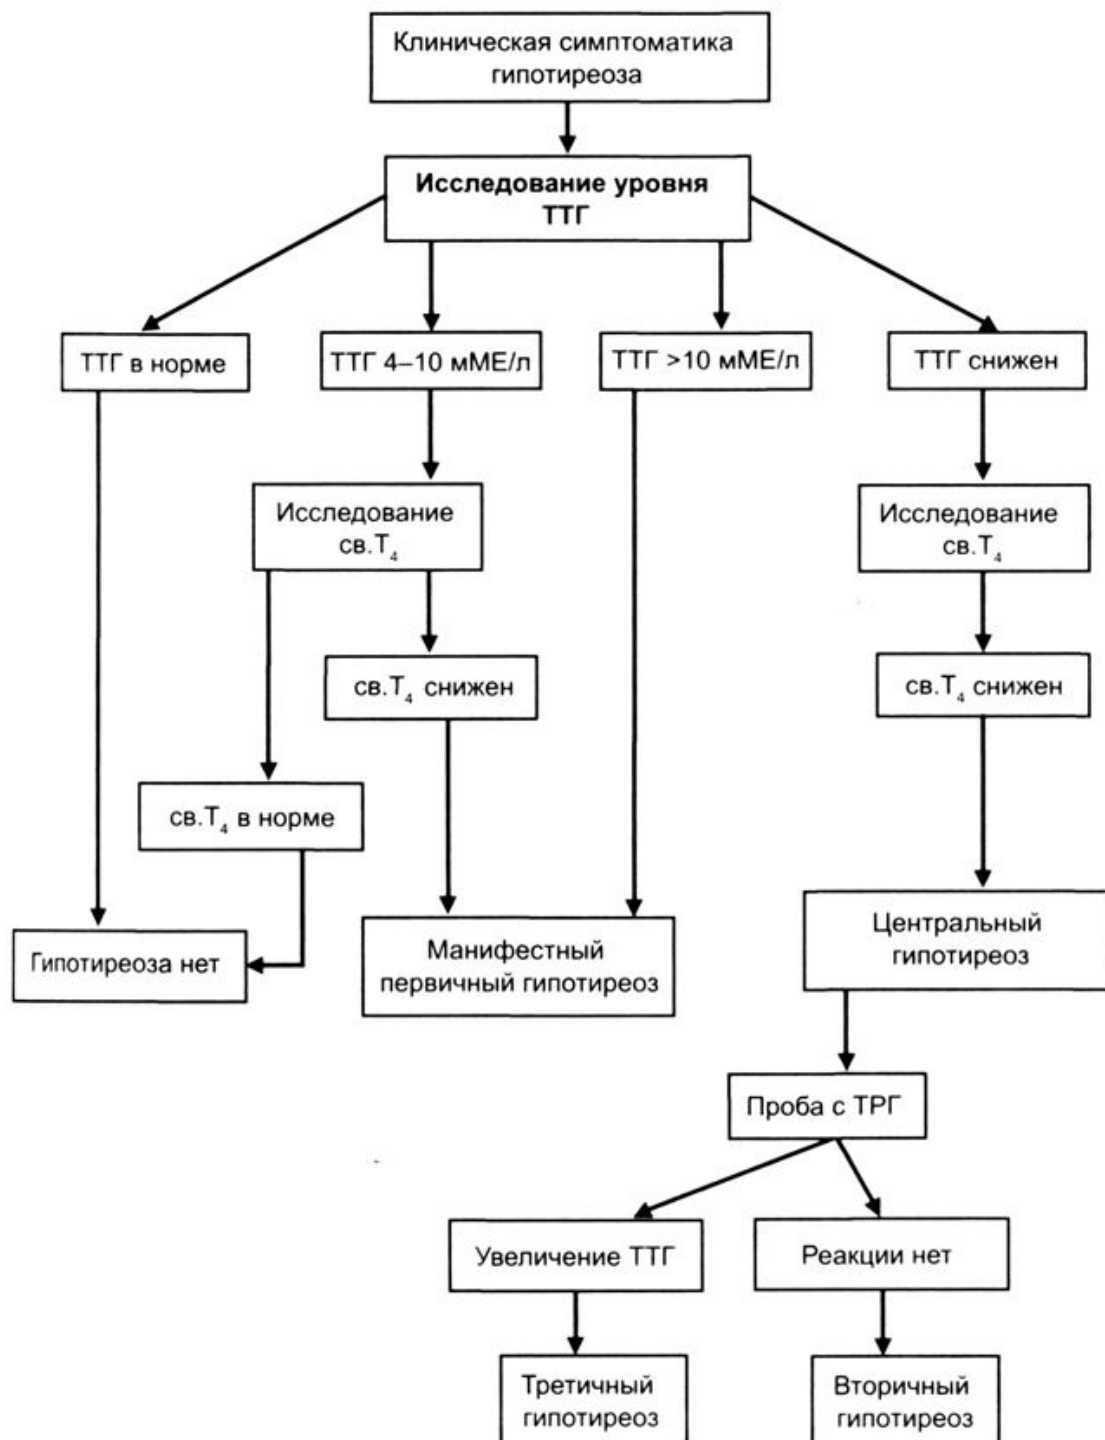 Клиническая симптоматика
гипотиреоза
Исследование уровня
ТТГ
ТТГ в норме
ТТГ 4–10 мМЕ/л
ТТГ >10 мМЕ/л
ТТГ снижен
Исследование
св.Т₄
Исследование
св.Т₄
св.Т₄ снижен
св.Т₄ снижен
св.Т₄ в норме
Гипотиреоза нет
Манифестный
первичный гипотиреоз
Центральный
гипотиреоз
Проба с ТРГ
Увеличение ТТГ
Реакции нет
Третичный
гипотиреоз
Вторичный
гипотиреоз